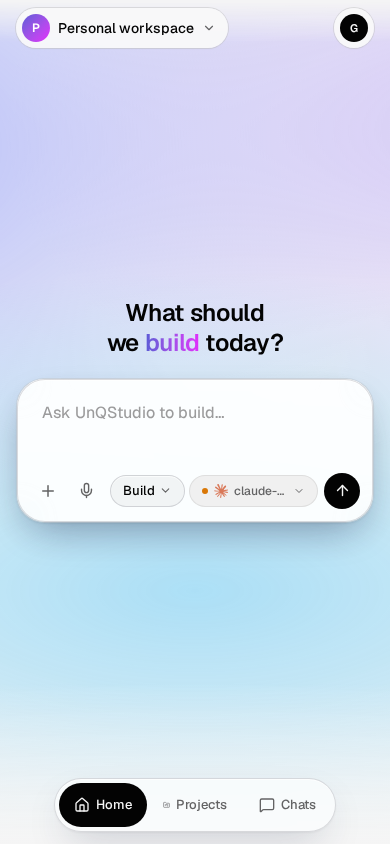 P Personal workspace
G
What should
we build today?
Ask UnQStudio to build...
Build
claude-...
Home
Projects
Chats